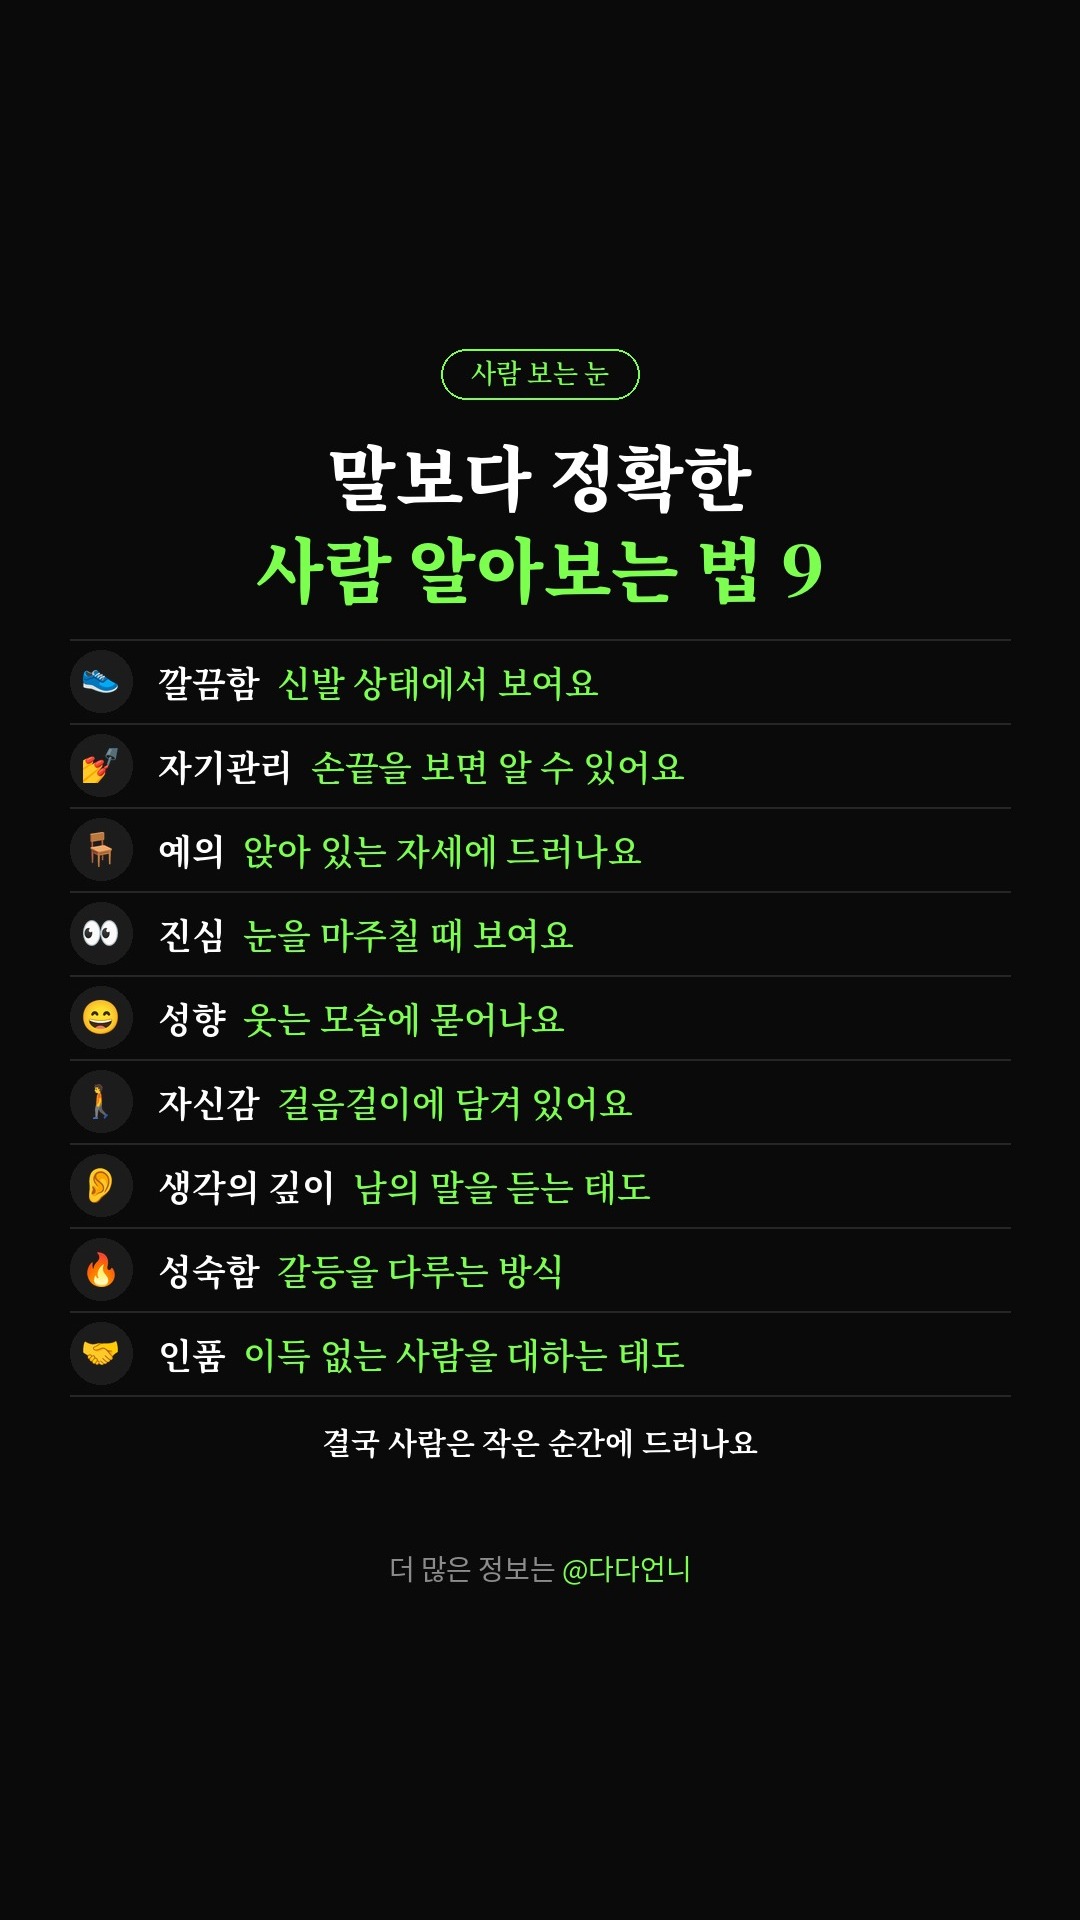 사람 보는 눈
말보다 정확한
사람 알아보는 법 9
깔끔함 신발 상태에서 보여요
자기관리 손끝을 보면 알 수 있어요
예의 앉아 있는 자세에 드러나요
진심 눈을 마주칠 때 보여요
성향 웃는 모습에 묻어나요
자신감 걸음걸이에 담겨 있어요
생각의 깊이 남의 말을 듣는 태도
성숙함 갈등을 다루는 방식
인품 이득 없는 사람을 대하는 태도
결국 사람은 작은 순간에 드러나요
더 많은 정보는 @다다언니